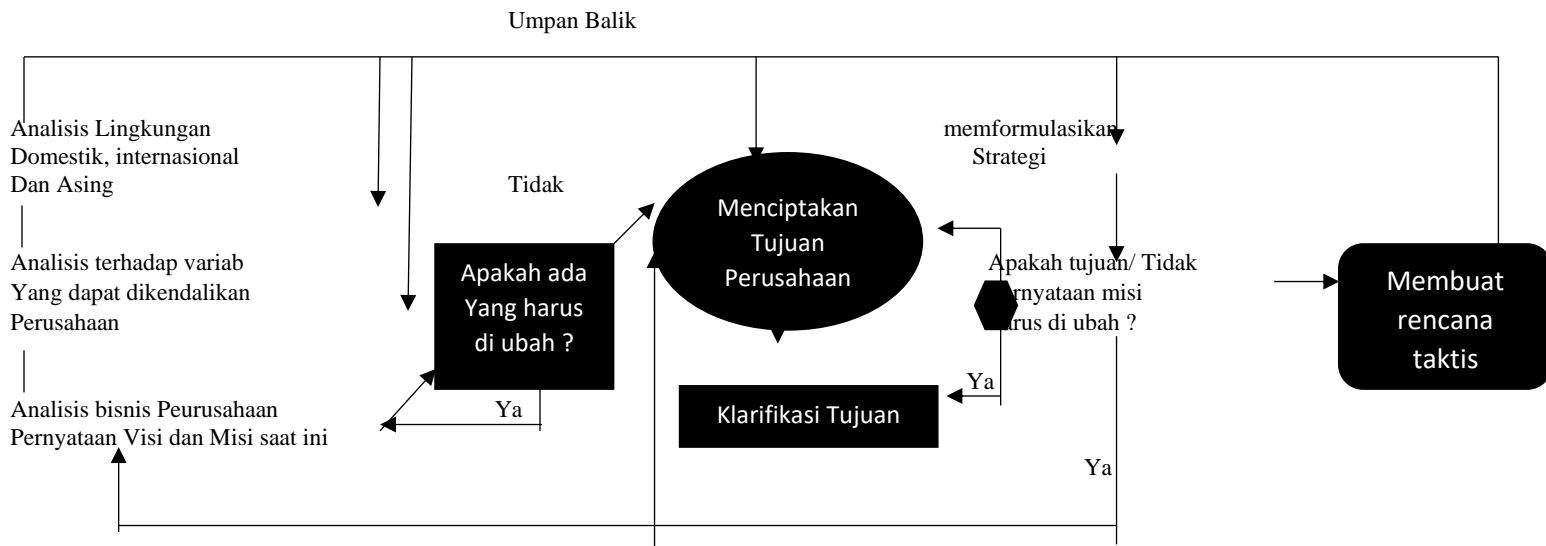 Umpan Balik
Analisis Lingkungan
Domestik, internasional
Dan Asing
Analisis terhadap variab
Yang dapat dikendalikan
Perusahaan
Analisis bisnis Peurusahaan
Pernyataan Visi dan Misi saat ini
Tidak
Apakah ada
Yang harus
di ubah ?
Ya
Menciptakan
Tujuan
Perusahaan
Klarifikasi Tujuan
memformulasikan
Strategi
Apakah tujuan/ Tidak
rnyataan misi
arus di ubah ?
Ya
Ya
Membuat
rencana
taktis